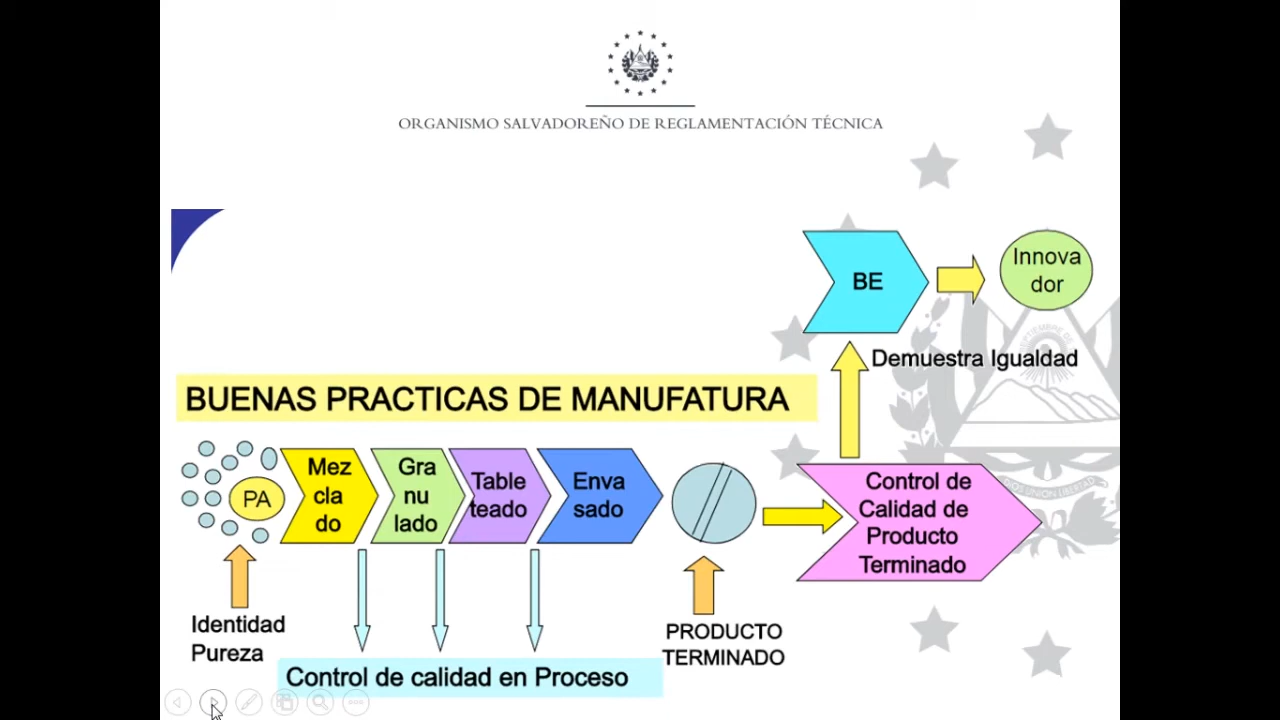 ORGANISMO SALVADOREÑO DE REGLAMENTACIÓN TÉCNICA
BE
Innova
dor
Demuestra Igualdad
BUENAS PRACTICAS DE MANUFATURA
PA
Mez
cla
do
Gra
nu
lado
Table
teado
Enva
sado
Control de
Calidad de
Producto
Terminado
Identidad
Pureza
PRODUCTO
TERMINADO
Control de calidad en Proceso